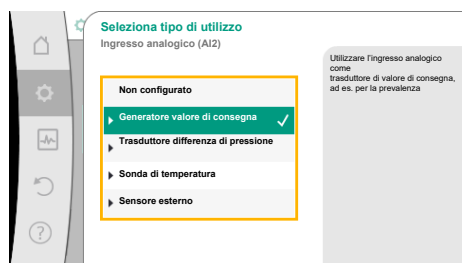 Seleziona tipo di utilizzo
Ingresso analogico (AI2)
Non configurato
Generatore valore di consegna
Trasduttore differenza di pressione
Sonda di temperatura
Sensore esterno
Utilizzare l'ingresso analogico
come
trasduttore di valore di consegna,
ad es. per la prevalenza
?